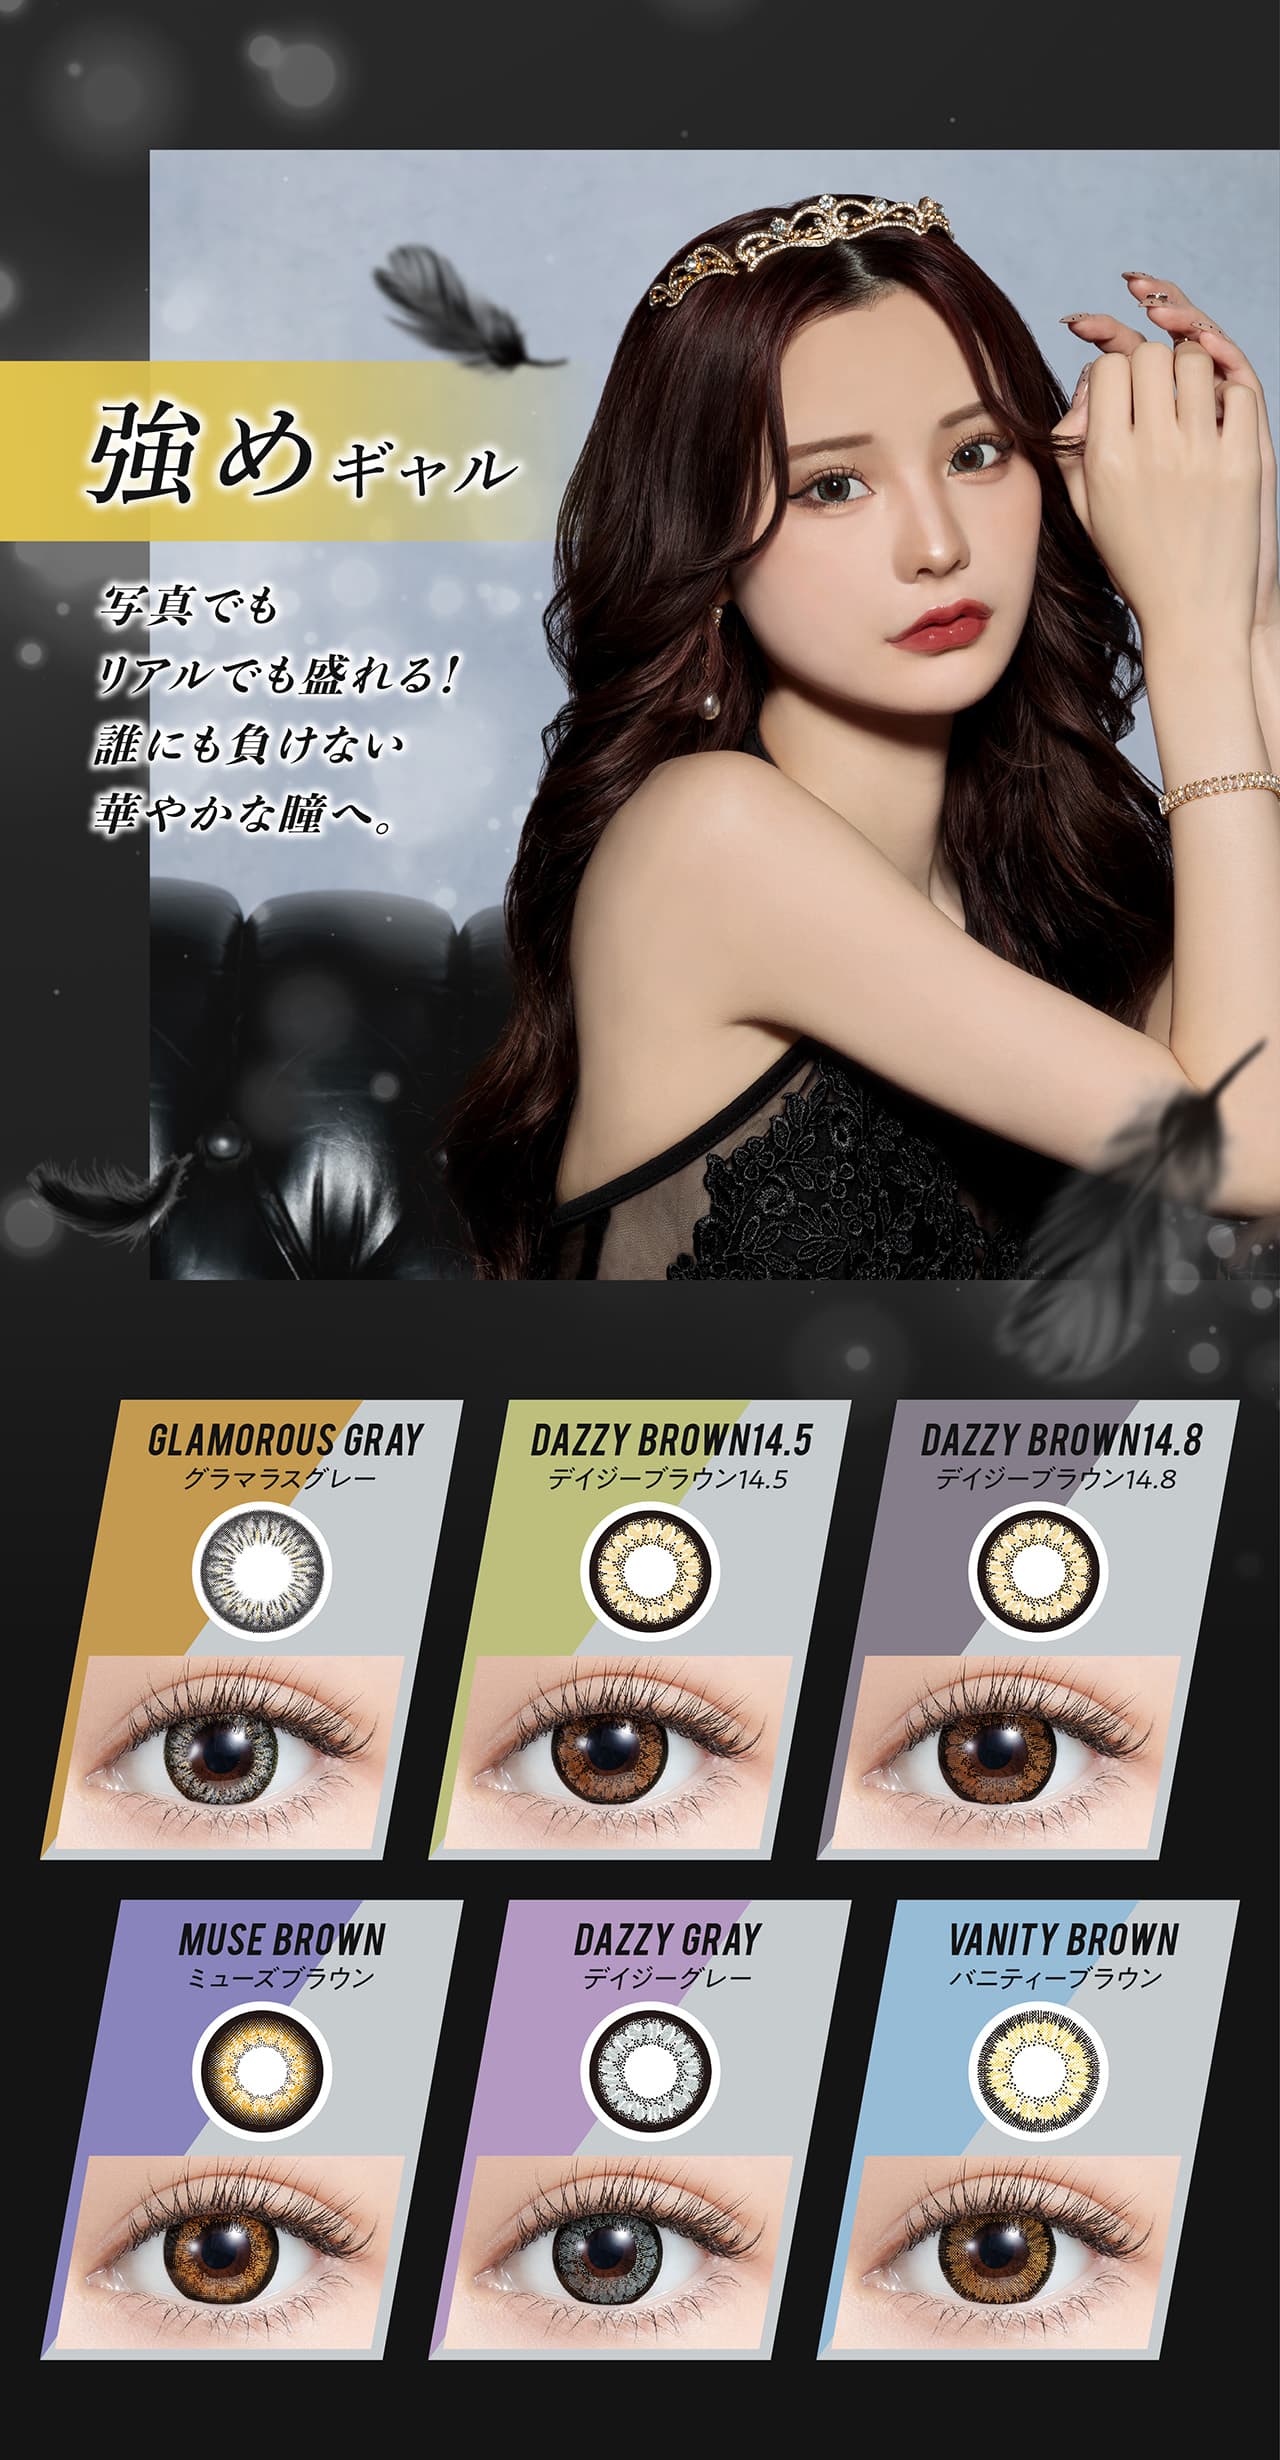 強めギャル
写真でも
リアルでも盛れる!
誰にも負けない
華やかな瞳へ。
GLAMOROUS GRAY
グラマラスグレー
DAZZY BROWN14.5
デイジーブラウン14.5
DAZZY BROWN14.8
デイジーブラウン14.8
MUSE BROWN
ミューズブラウン
DAZZY GRAY
デイジーグレー
VANITY BROWN
バニティーブラウン